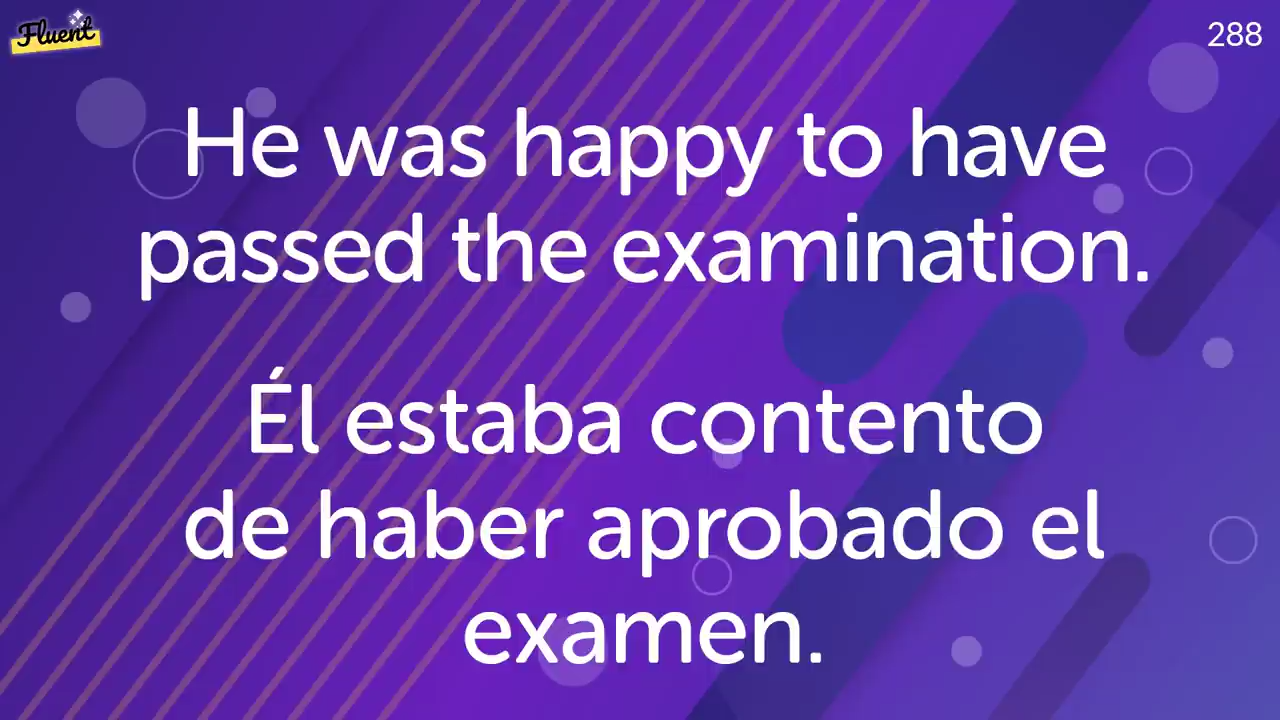 Fluent
288
He was happy to have
passed the examination.
Él estaba contento
de haber aprobado el
examen.